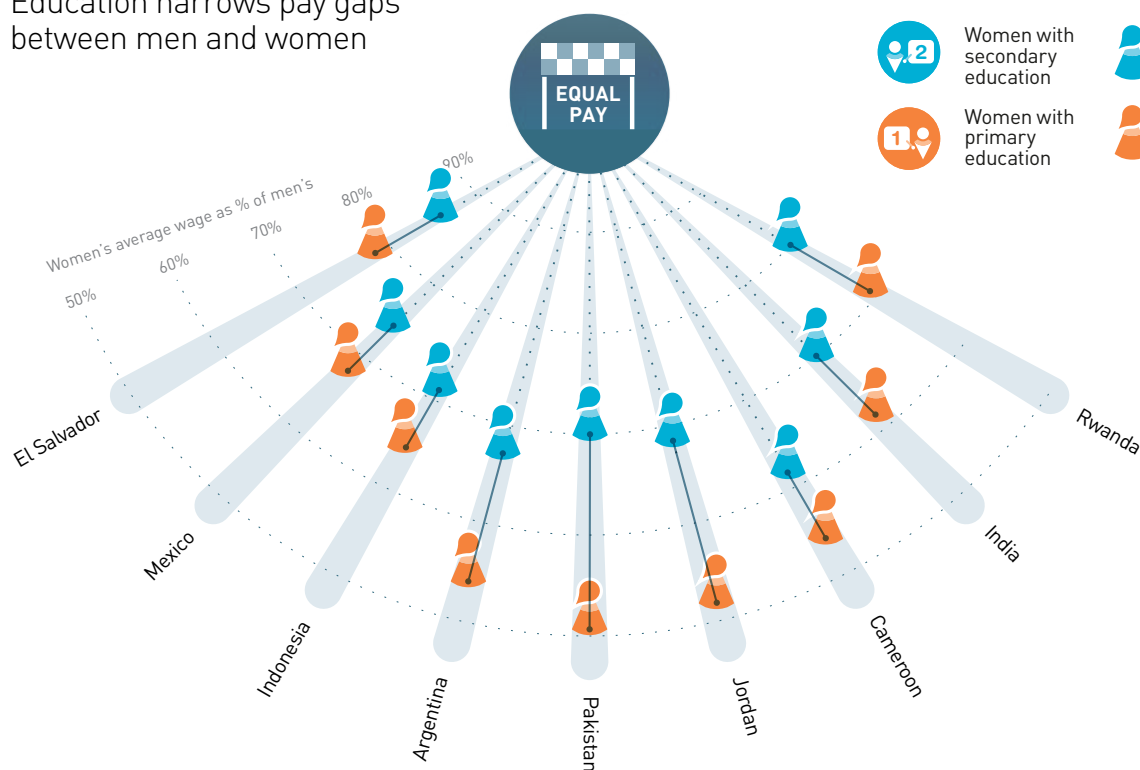 Education narrows pay gaps
between men and women
EQUAL
PAY
2
Women with
secondary
education
1
Women with
primary
education
Women's average wage as % of men's
50%
60%
70%
80%
90%
El Salvador
Mexico
Indonesia
Argentina
Pakistan
Jordan
Cameroon
India
Rwanda